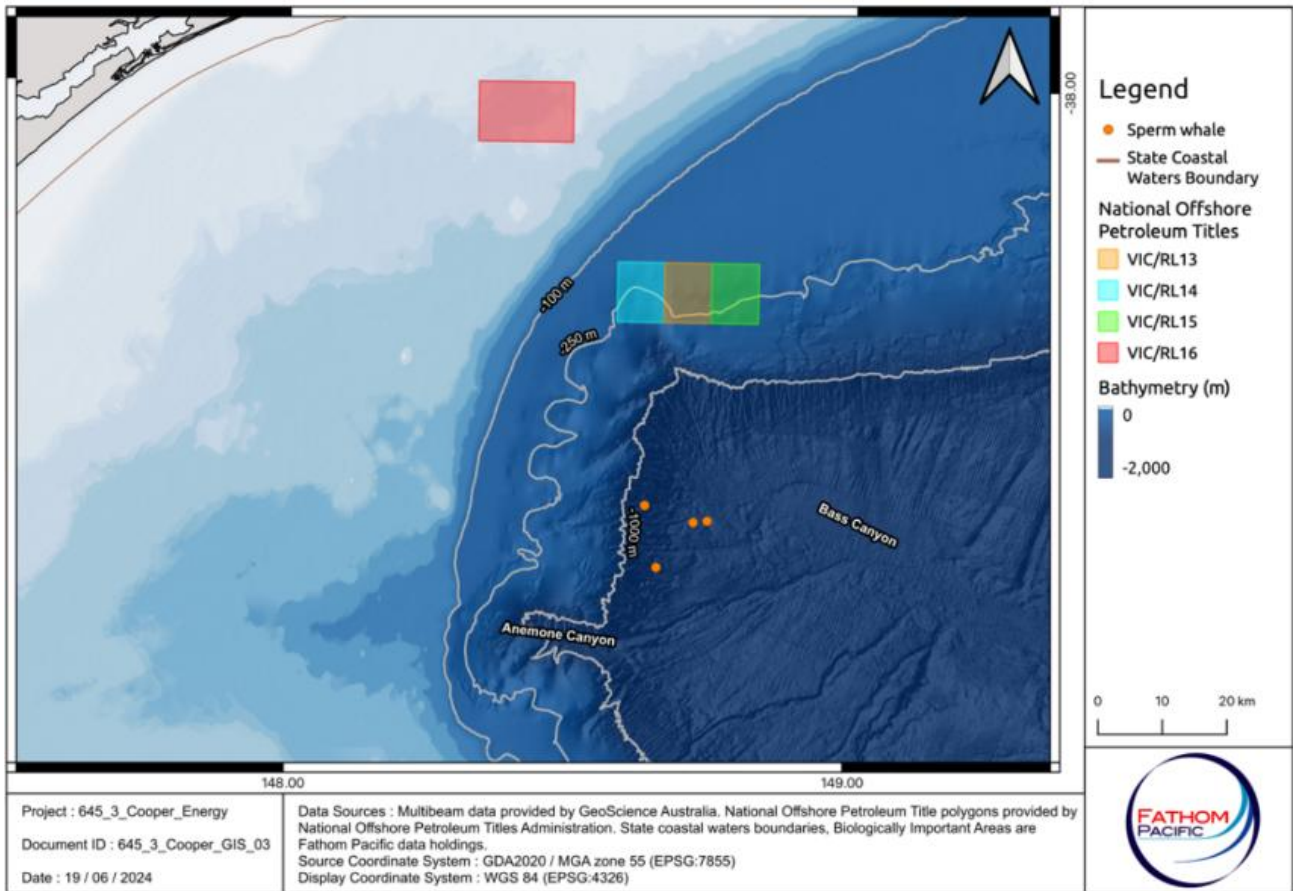 -38.00
-100 m
-250 m
-1000 m
Bass Canyon
Anemone Canyon
148.00
149.00
Legend
Sperm whale
State Coastal
Waters Boundary
National Offshore
Petroleum Titles
VIC/RL13
VIC/RL14
VIC/RL15
VIC/RL16
Bathymetry (m)
0
-2,000
0 10 20 km
Project : 645_3_Cooper_Energy
Document ID : 645_3_Cooper_GIS_03
Date : 19 / 06 / 2024
Data Sources : Multibeam data provided by GeoScience Australia. National Offshore Petroleum Title polygons provided by
National Offshore Petroleum Titles Administration. State coastal waters boundaries, Biologically Important Areas are
Fathom Pacific data holdings.
Source Coordinate System : GDA2020 / MGA zone 55 (EPSG:7855)
Display Coordinate System : WGS 84 (EPSG:4326)
FATHOM
PACIFIC